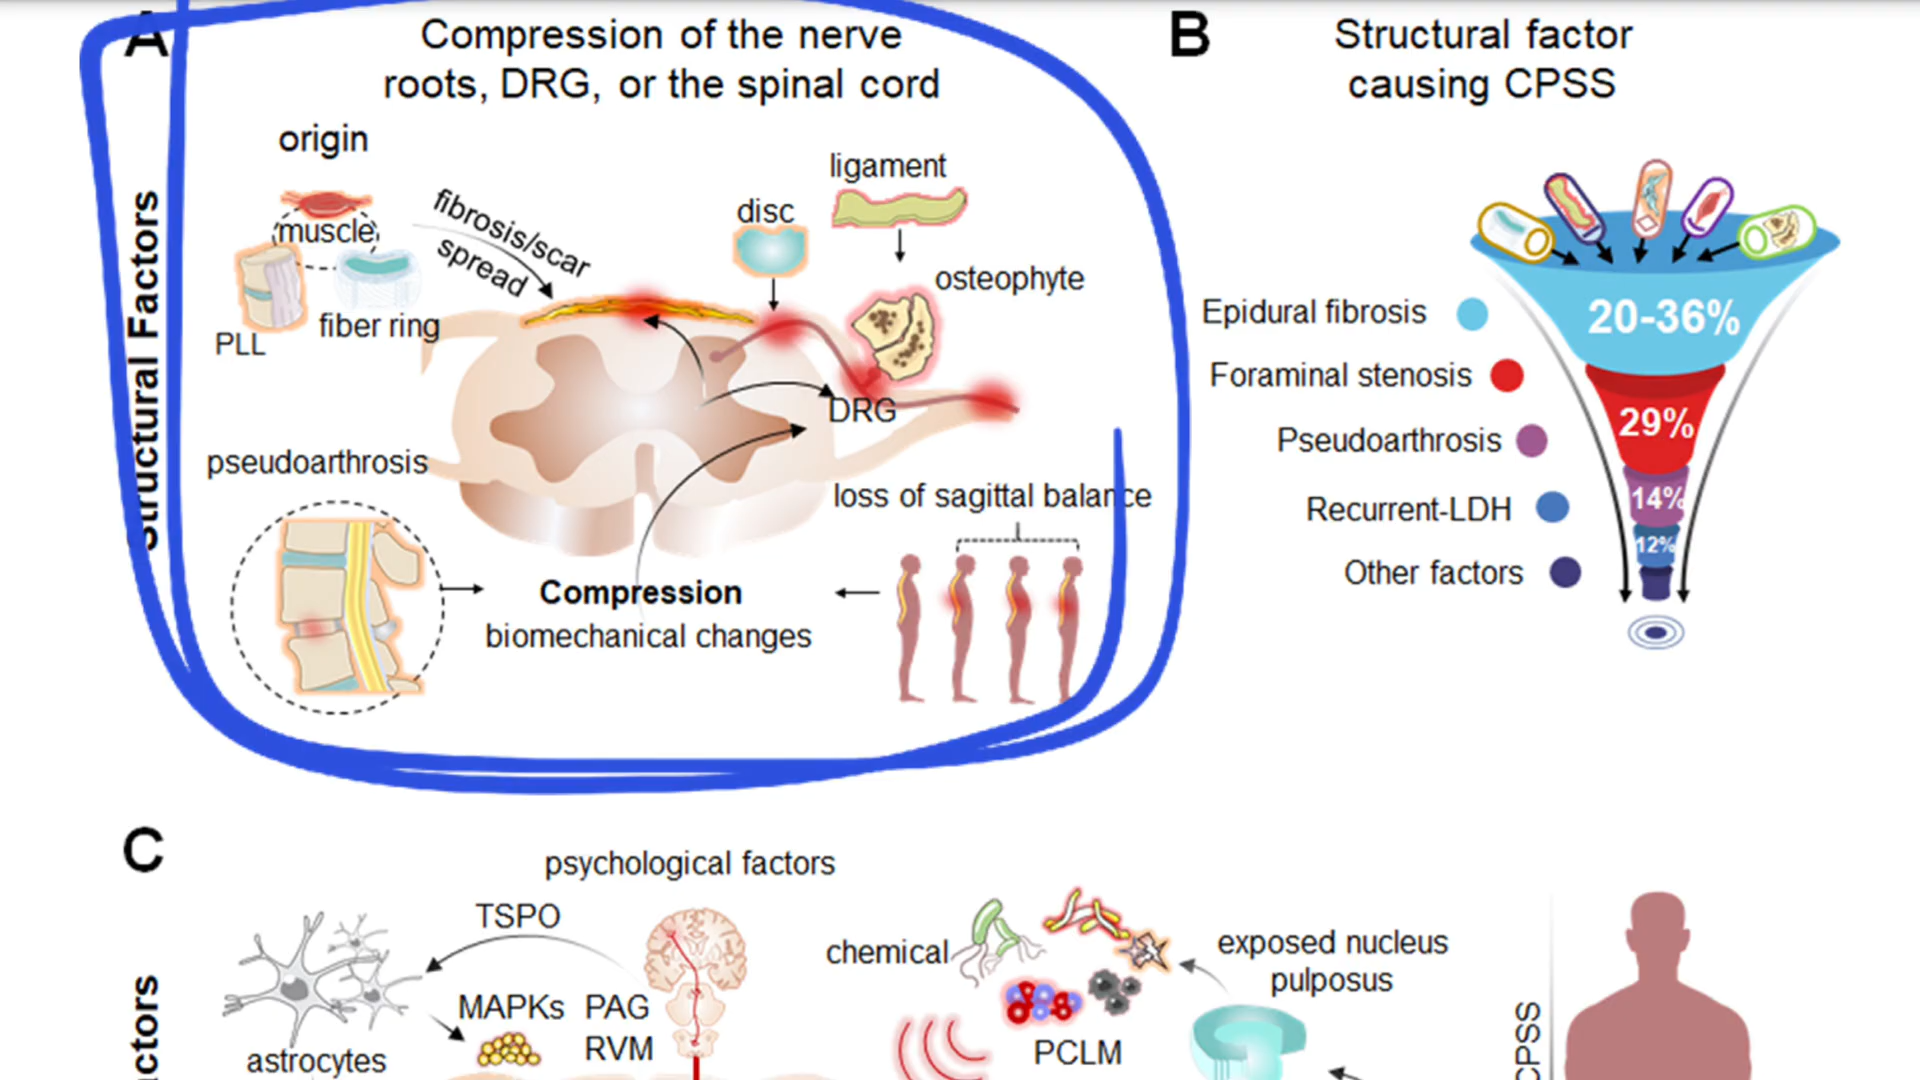 A
Compression of the nerve
roots, DRG, or the spinal cord
Structural Factors
origin
muscle
PLL
fiber ring
fibrosis/scar
spread
disc
ligament
osteophyte
DRG
pseudoarthrosis
loss of sagittal balance
Compression
biomechanical changes
B
Structural factor
causing CPSS
Epidural fibrosis
20-36%
Foraminal stenosis
29%
Pseudoarthrosis
14%
Recurrent-LDH
12%
Other factors
C
psychological factors
TSPO
MAPKs
PAG
RVM
astrocytes
chemical
PCLM
exposed nucleus
pulposus
CPSS